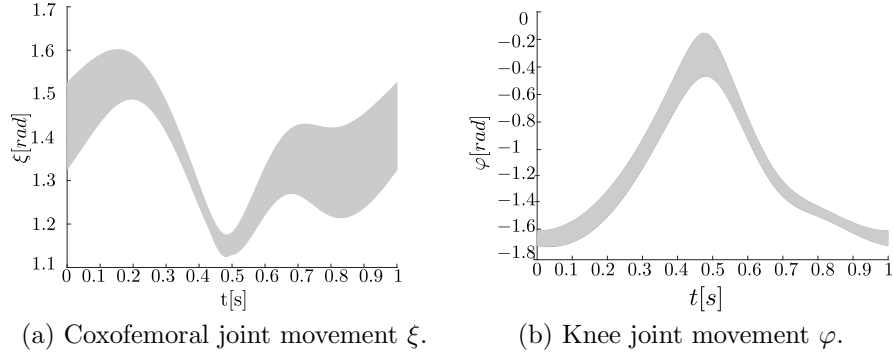 1.7
1.6
1.5
1.4
1.3
1.2
1.1
ξ[rad]
0 0.1 0.2 0.3 0.4 0.5 0.6 0.7 0.8 0.9 1
t[s]
(a) Coxofemoral joint movement ξ.
0
−0.2
−0.4
−0.6
−0.8
−1
−1.2
−1.4
−1.6
−1.8
φ[rad]
0 0.1 0.2 0.3 0.4 0.5 0.6 0.7 0.8 0.9 1
t[s]
(b) Knee joint movement φ.